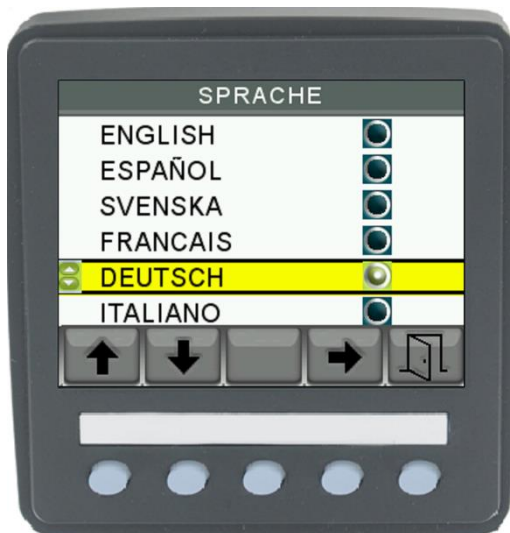 SPRACHE
ENGLISH
ESPAÑOL
SVENSKA
FRANCAIS
DEUTSCH
ITALIANO